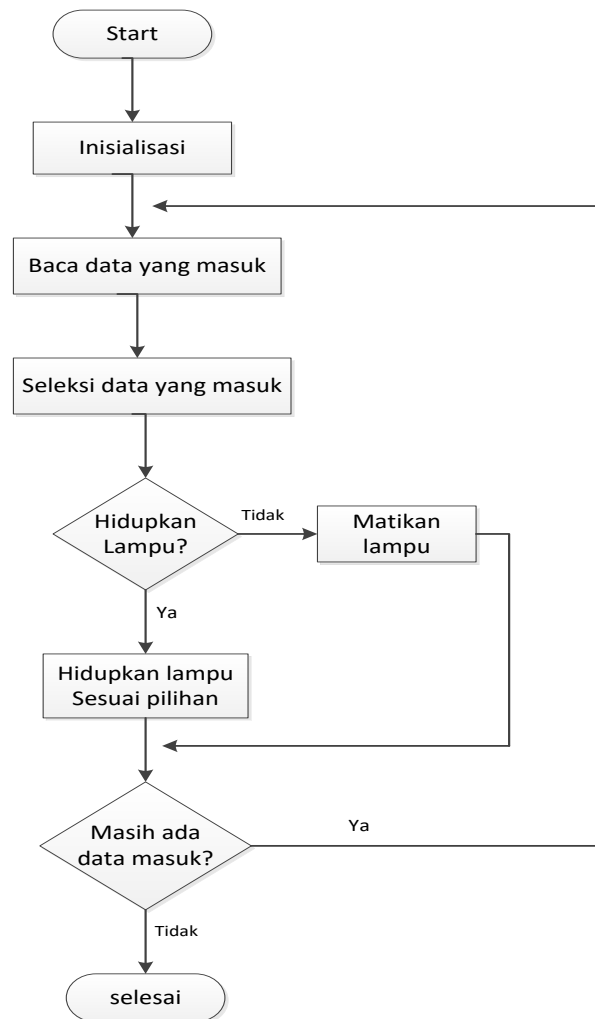 Start
Inisialisasi
Baca data yang masuk
Seleksi data yang masuk
Hidupkan
Lampu?
Tidak
Matikan
lampu
Ya
Hidupkan lampu
Sesuai pilihan
Masih ada
data masuk?
Ya
Tidak
selesai